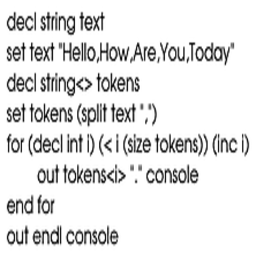 decl string text
set text "Hello,How,Are,You,Today"
decl string<> tokens
set tokens (split text ",")
for (decl int i) (< i (size tokens)) (inc i)
out tokens<i> "." console
end for
out endl console